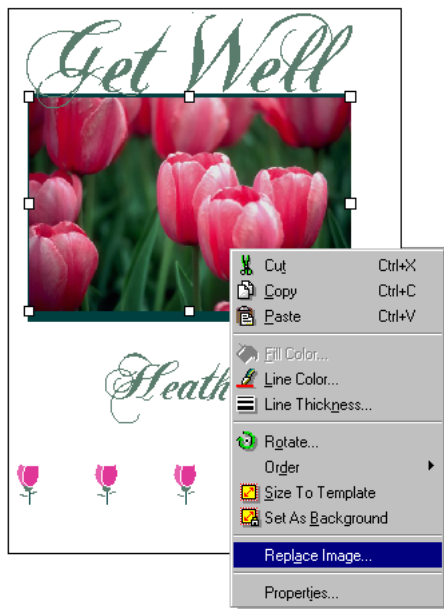 Get Well
Heath
Cut Ctrl+X
Copy Ctrl+C
Paste Ctrl+V
Fill Color...
Line Color...
Line Thickness...
Rotate...
Order
Size To Template
Set As Background
Replace Image...
Properties...